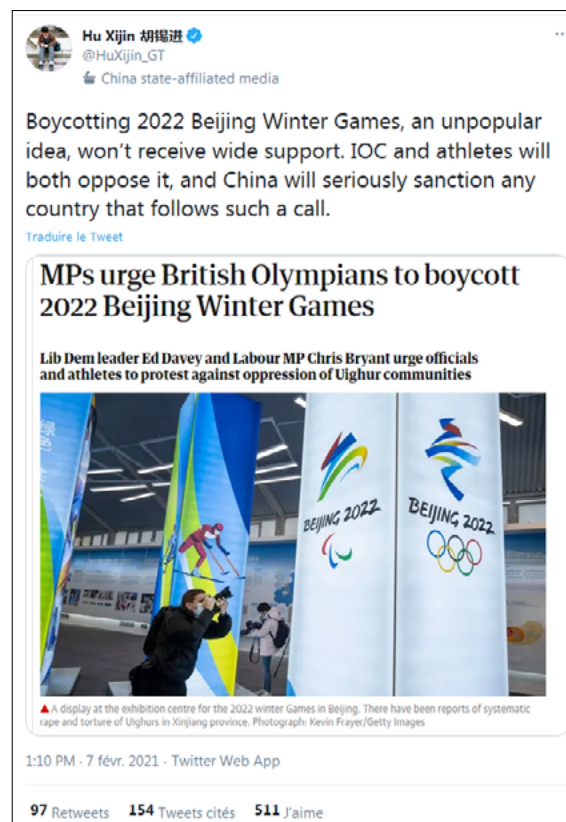 Hu Xijin 胡锡进
@HuXijin_GT
China state-affiliated media
Boycotting 2022 Beijing Winter Games, an unpopular
idea, won't receive wide support. IOC and athletes will
both oppose it, and China will seriously sanction any
country that follows such a call.
Traduire le Tweet
MPs urge British Olympians to boycott
2022 Beijing Winter Games
Lib Dem leader Ed Davey and Labour MP Chris Bryant urge officials
and athletes to protest against oppression of Uighur communities
BEIJING 2022
BEIJING 2022
A display at the exhibition centre for the 2022 winter Games in Beijing. There have been reports of systematic
rape and torture of Uighurs in Xinjiang province. Photograph: Kevin Frayer/Getty Images
1:10 PM · 7 févr. 2021 · Twitter Web App
97 Retweets 154 Tweets cités 511 J'aime